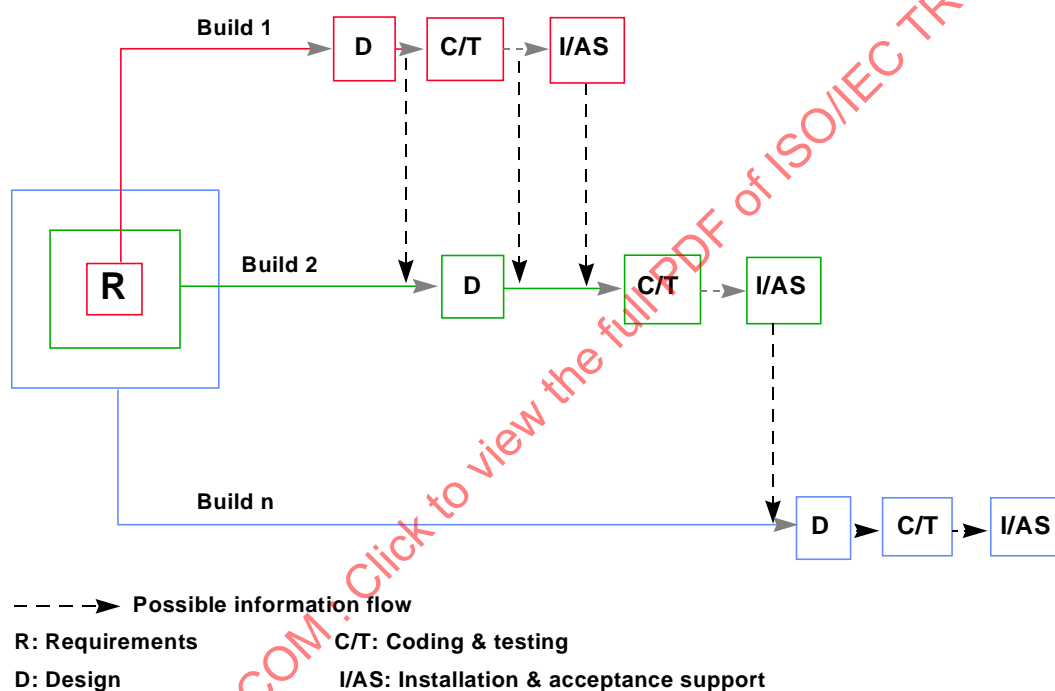 Build 1
D
C/T
I/AS
R
Build 2
D
C/T
I/AS
Build n
D
C/T
I/AS
Possible information flow
R: Requirements C/T: Coding & testing
D: Design I/AS: Installation & acceptance support
COM : Click to view the full PDF of ISO/IEC TR